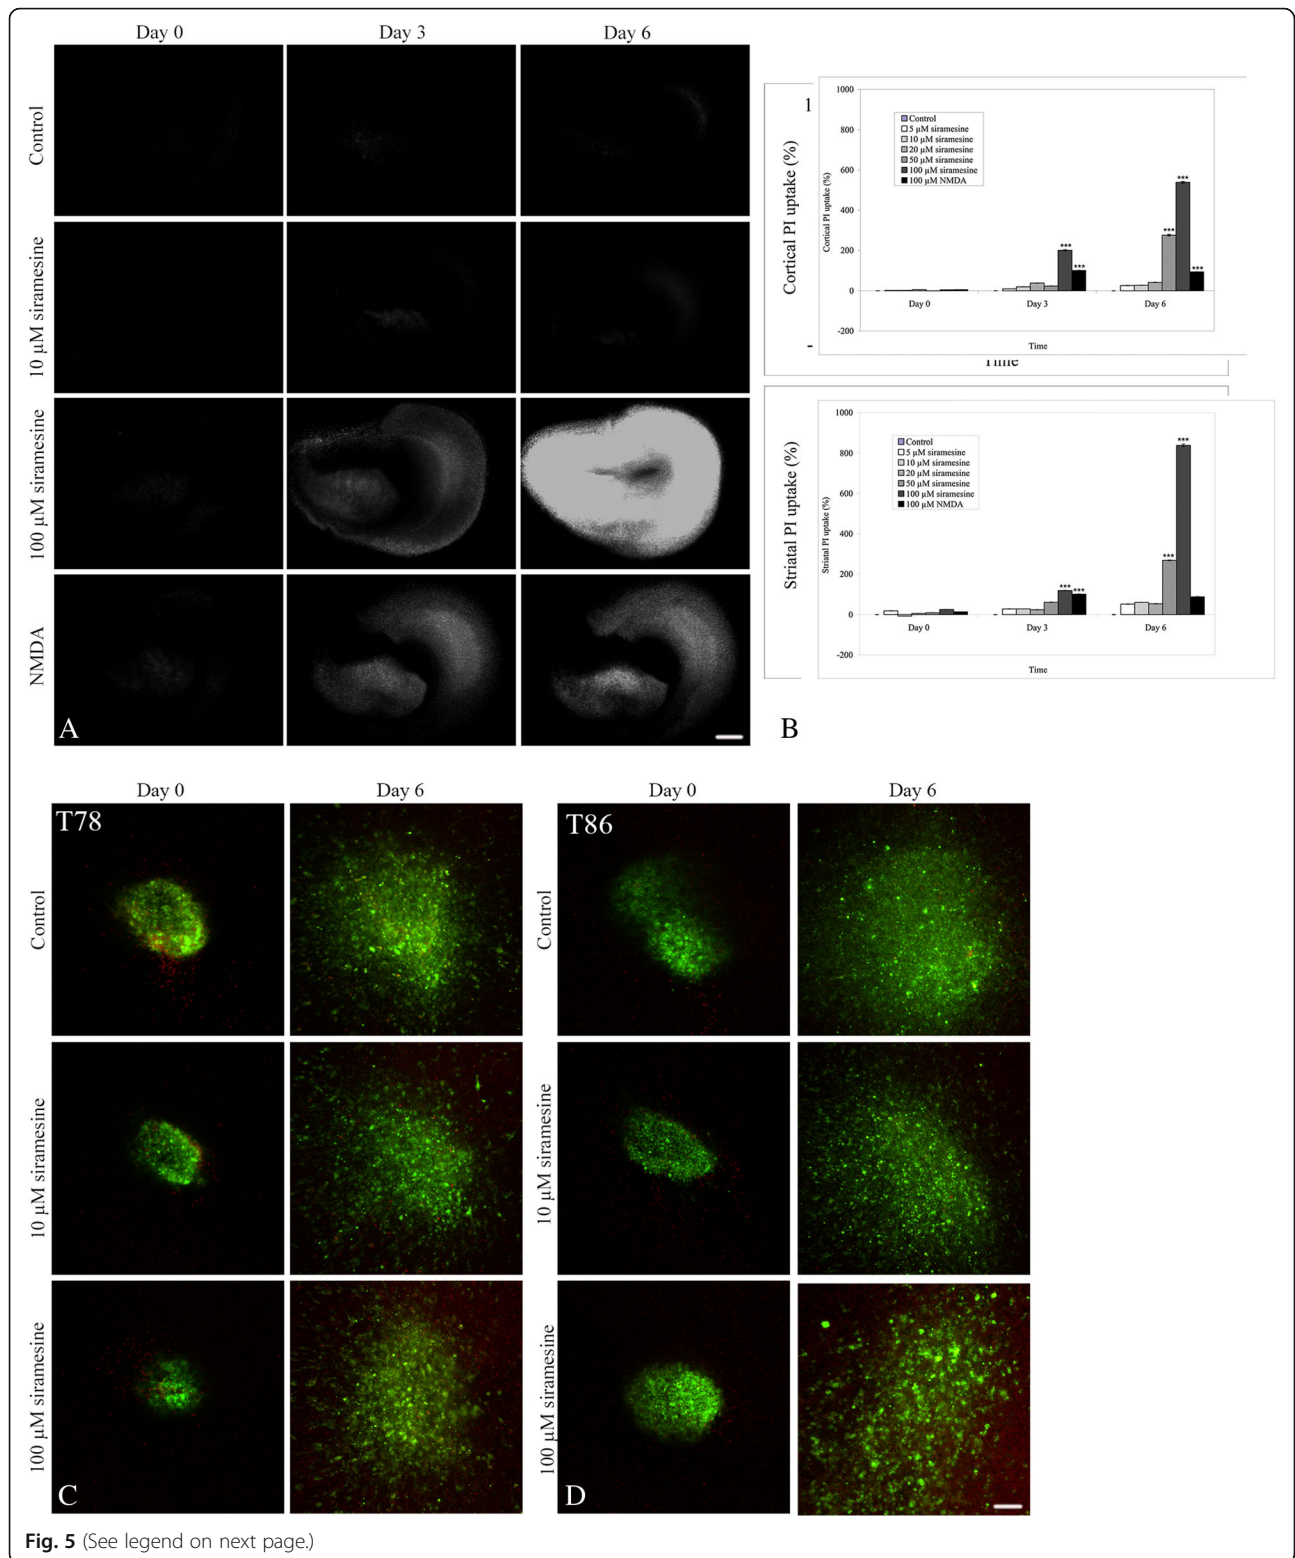 Day 0
Day 3
Day 6
Control
10 µM siramesine
100 µM siramesine
NMDA
A
Cortical PI uptake (%)
1
1000
800
600
400
200
0
-200
Cortical PI uptake (%)
Control
5 µM siramesine
10 µM siramesine
20 µM siramesine
50 µM siramesine
100 µM siramesine
100 µM NMDA
***
***
***
***
***
Day 0
Day 3
Day 6
Time
-
Time
Striatal PI uptake (%)
1000
800
600
400
200
0
-200
Striatal PI uptake (%)
Control
5 µM siramesine
10 µM siramesine
20 µM siramesine
50 µM siramesine
100 µM siramesine
100 µM NMDA
***
***
***
***
Day 0
Day 3
Day 6
Time
B
Day 0
Day 6
T78
Control
10 µM siramesine
100 µM siramesine
C
Day 0
Day 6
T86
Control
10 µM siramesine
100 µM siramesine
D
Fig. 5 (See legend on next page.)